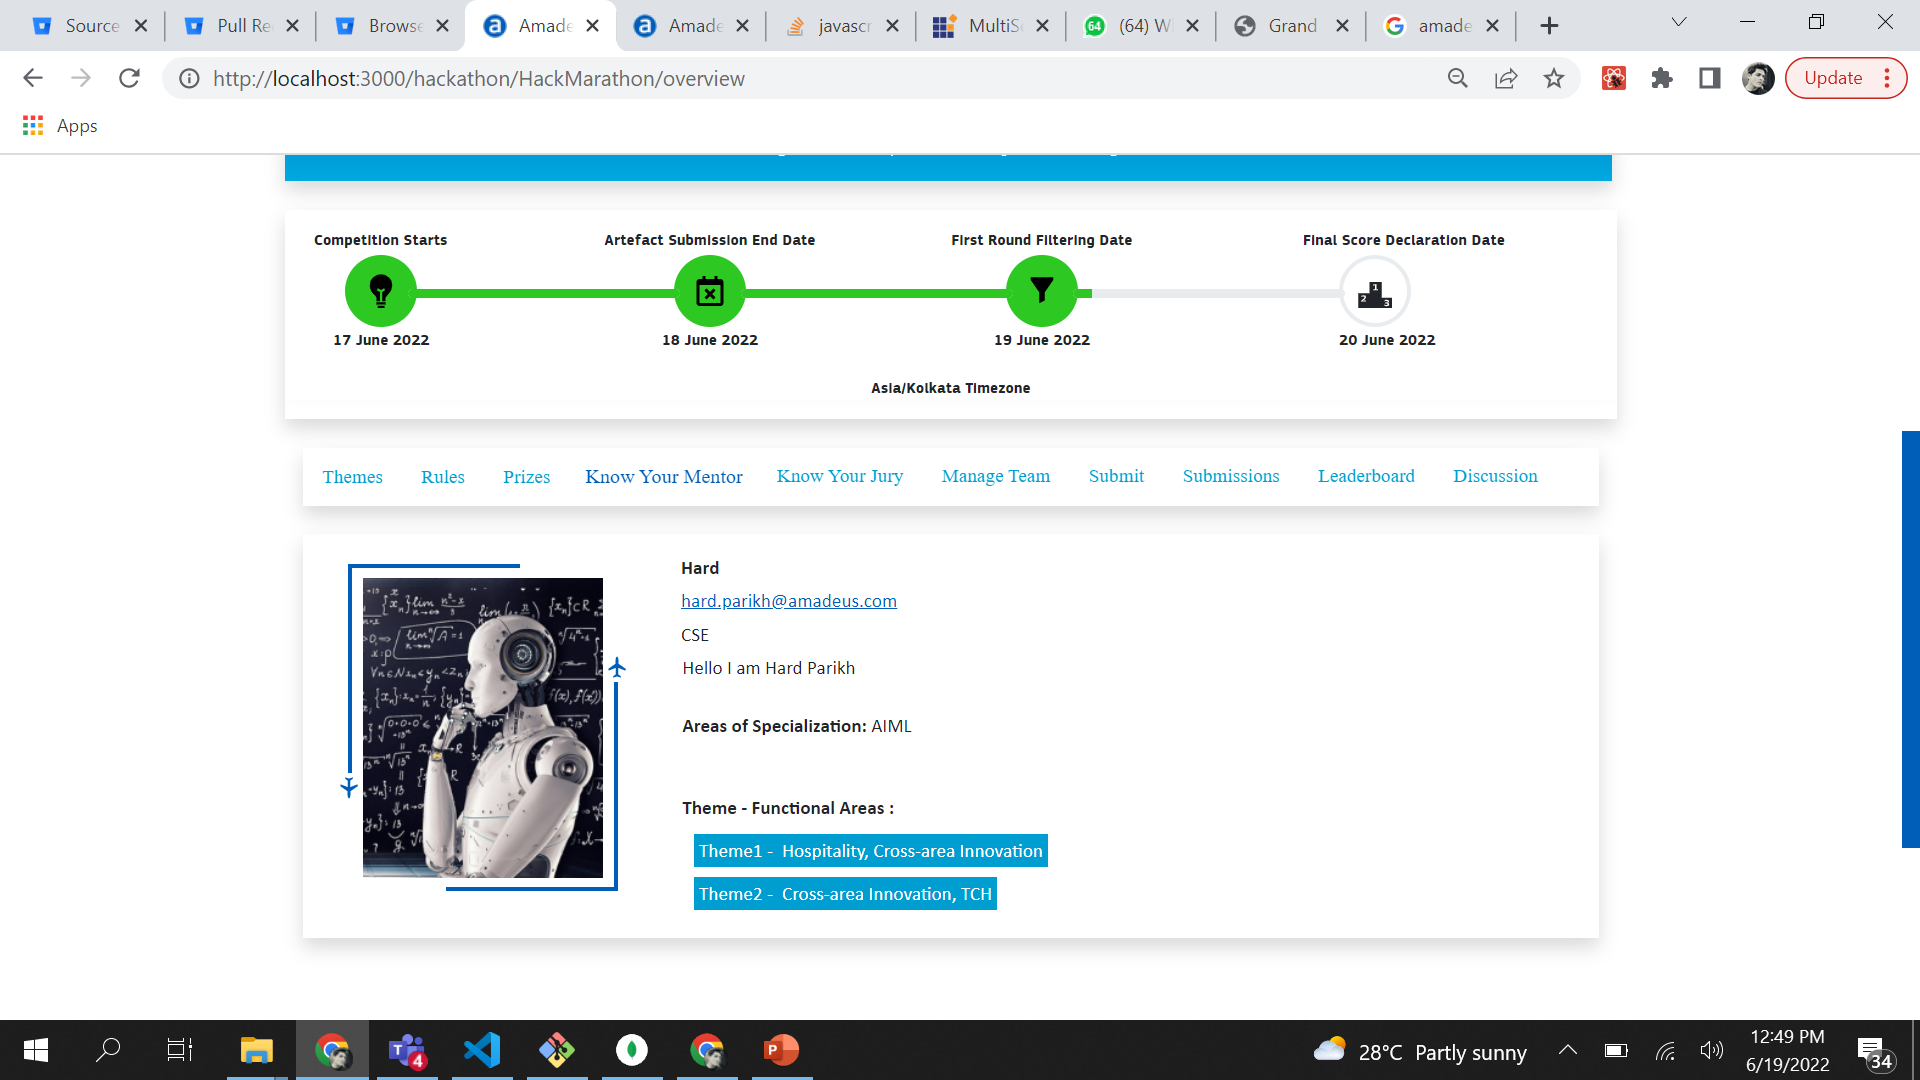 Source
Pull Re
Browse
Amade
Amade
javascr
MultiSe
(64) W
Grand
amade
http://localhost:3000/hackathon/HackMarathon/overview
Update
Apps
Competition Starts
Artefact Submission End Date
First Round Filtering Date
Final Score Declaration Date
1
2
3
17 June 2022
18 June 2022
19 June 2022
20 June 2022
Asia/Kolkata Timezone
Themes
Rules
Prizes
Know Your Mentor
Know Your Jury
Manage Team
Submit
Submissions
Leaderboard
Discussion
Hard
hard.parikh@amadeus.com
CSE
Hello I am Hard Parikh
Areas of Specialization: AIML
Theme - Functional Areas :
Theme1 - Hospitality, Cross-area Innovation
Theme2 - Cross-area Innovation, TCH
4
28°C Partly sunny
12:49 PM
6/19/2022
34